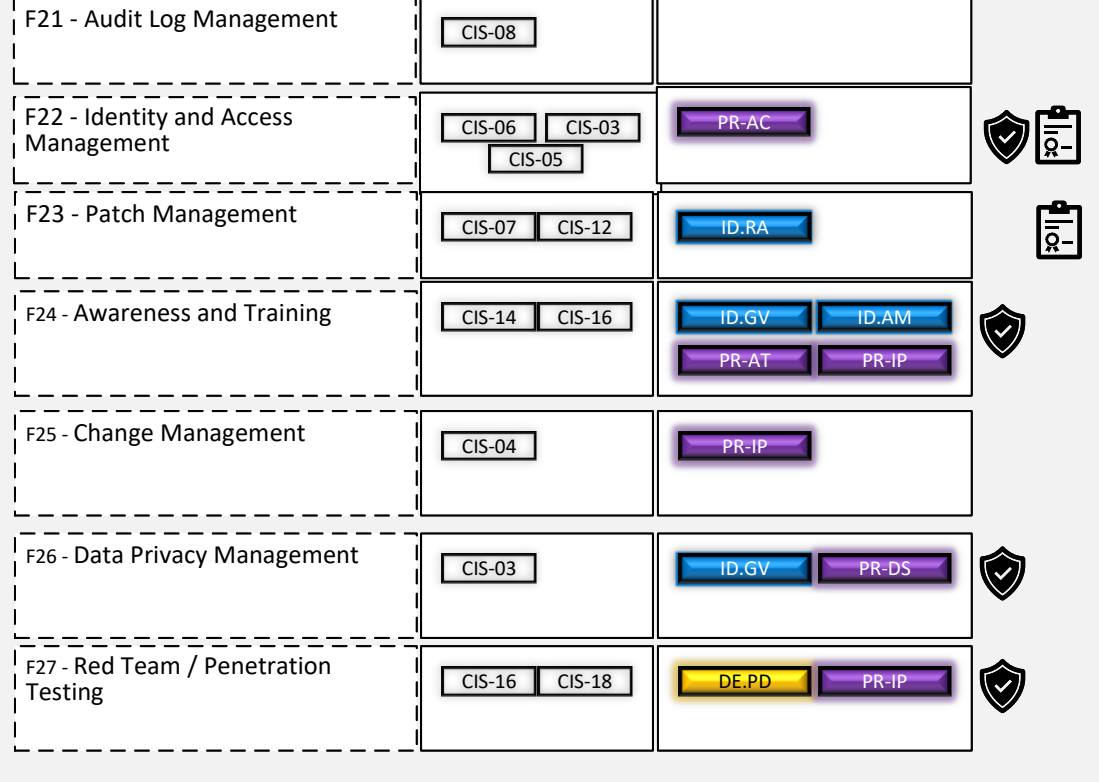 F21 - Audit Log Management
CIS-08
F22 - Identity and Access
Management
CIS-06 CIS-03
CIS-05
PR-AC
F23 - Patch Management
CIS-07 CIS-12
ID.RA
F24 - Awareness and Training
CIS-14 CIS-16
ID.GV ID.AM
PR-AT PR-IP
F25 - Change Management
CIS-04
PR-IP
F26 - Data Privacy Management
CIS-03
ID.GV PR-DS
F27 - Red Team / Penetration
Testing
CIS-16 CIS-18
DE.PD PR-IP